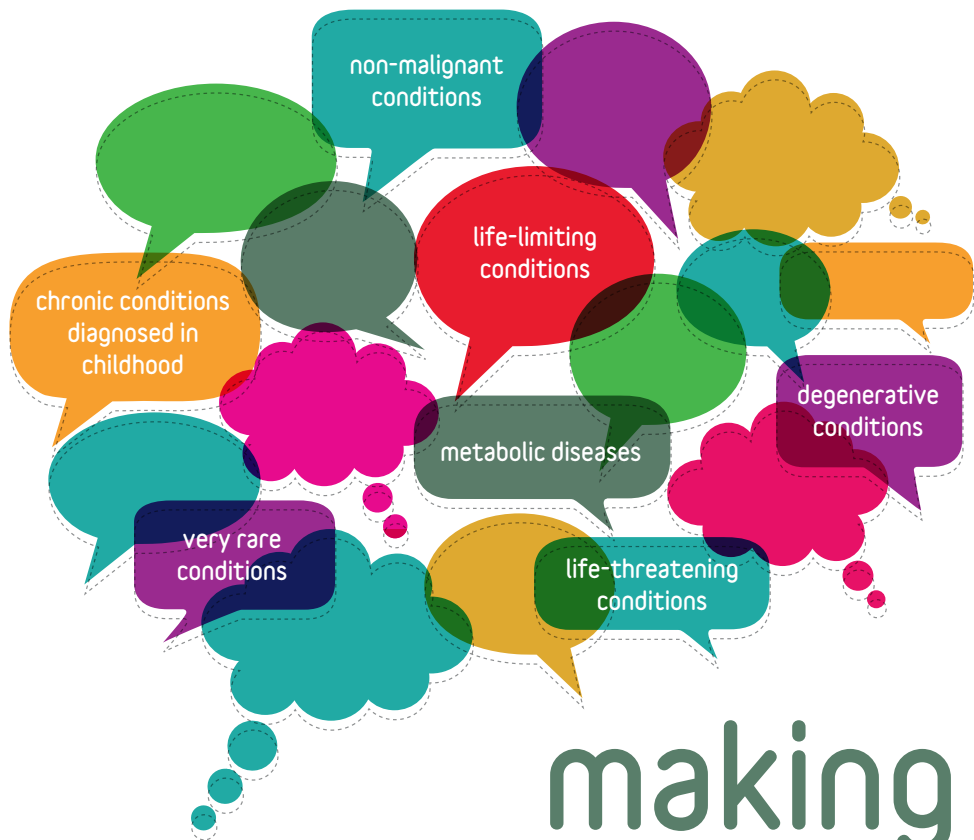 non-malignant
conditions
life-limiting
conditions
chronic conditions
diagnosed in
childhood
degenerative
conditions
metabolic diseases
very rare
conditions
life-threatening
conditions
making